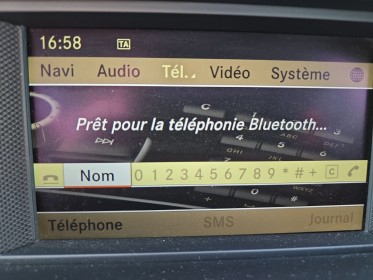 16:58 TA
Navi Audio Tél. Vidéo Système
Prêt pour la téléphonie Bluetooth...
Nom 0 1 2 3 4 5 6 7 8 9 * # + C
Téléphone SMS Journal